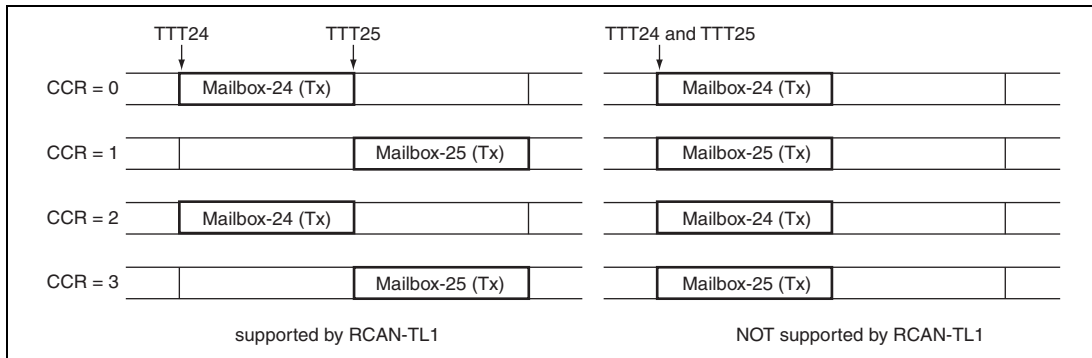 TTT24 TTT25 TTT24 and TTT25
CCR = 0 Mailbox-24 (Tx) Mailbox-24 (Tx)
CCR = 1 Mailbox-25 (Tx) Mailbox-25 (Tx)
CCR = 2 Mailbox-24 (Tx) Mailbox-24 (Tx)
CCR = 3 Mailbox-25 (Tx) Mailbox-25 (Tx)
supported by RCAN-TL1 NOT supported by RCAN-TL1